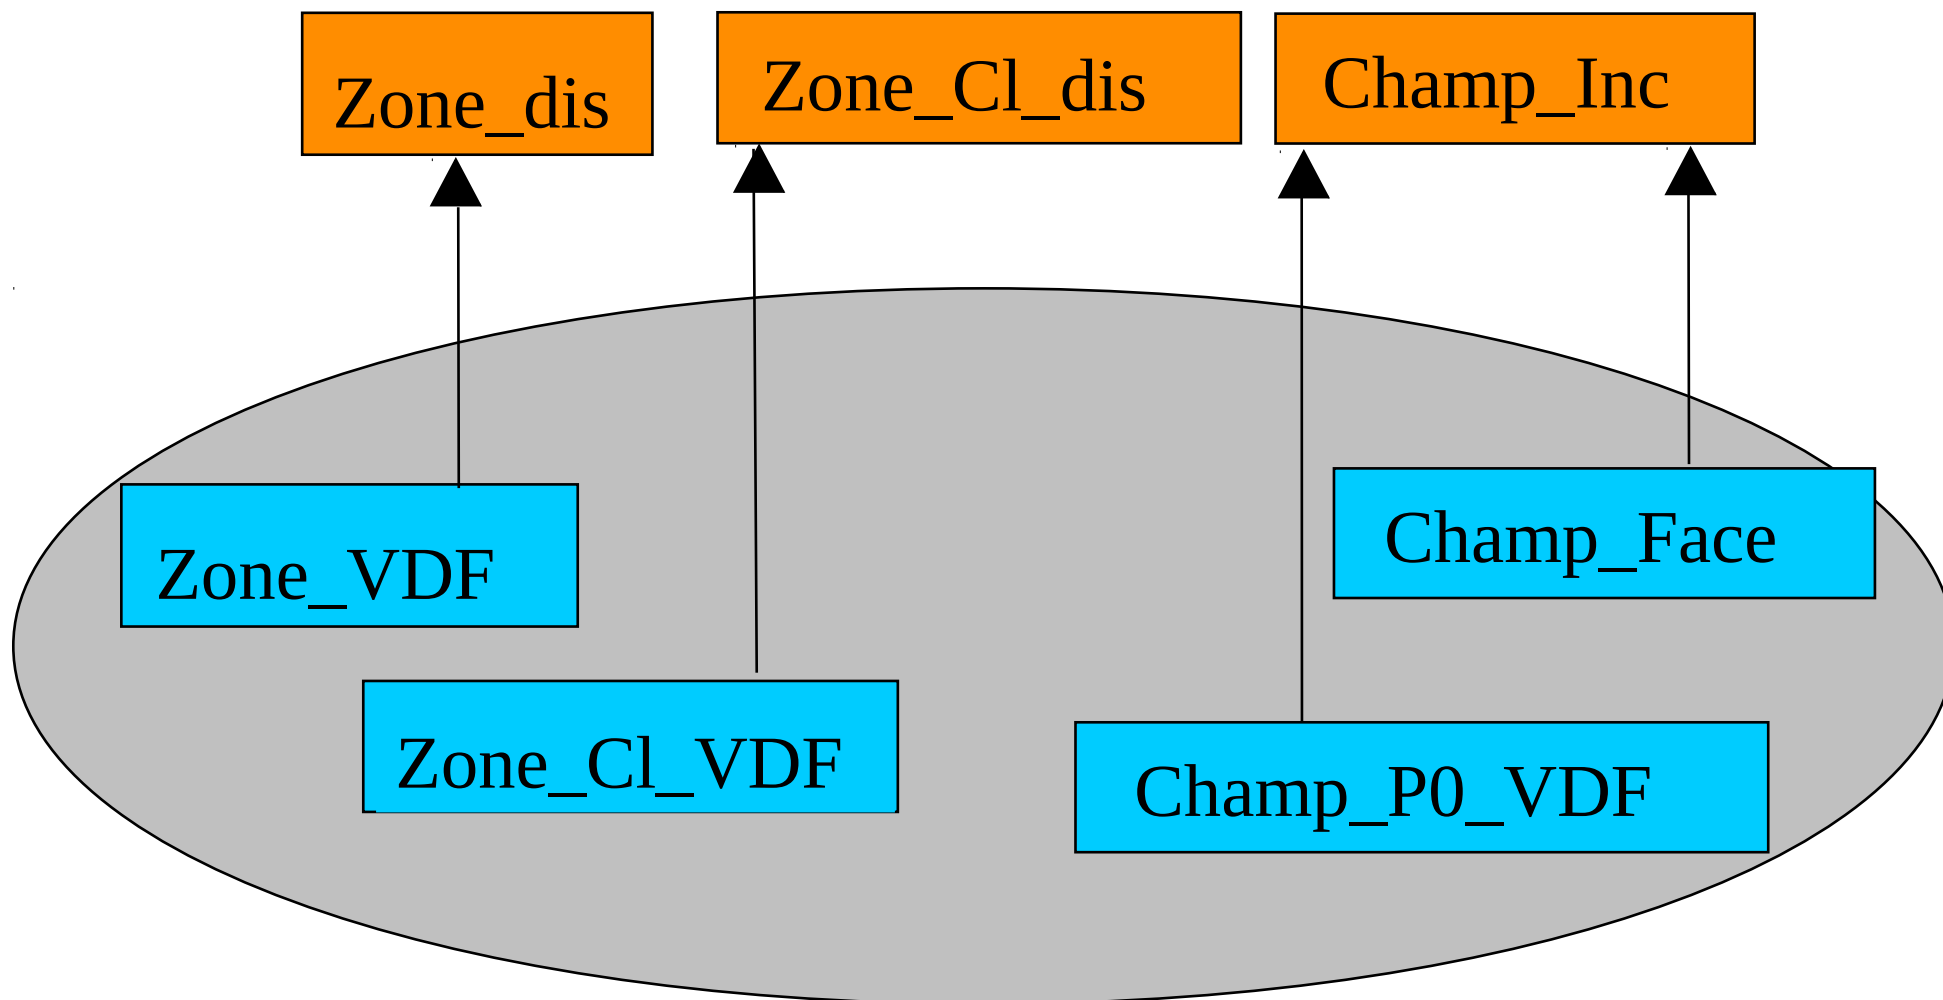 Zone_dis
Zone_Cl_dis
Champ_Inc
Zone_VDF
Champ_Face
Zone_Cl_VDF
Champ_P0_VDF